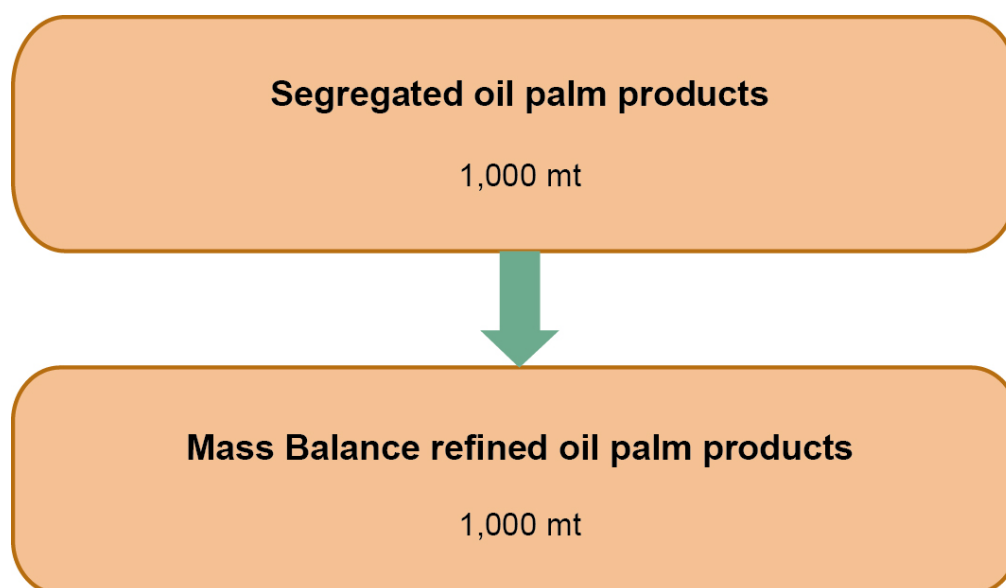 Segregated oil palm products
1,000 mt
Mass Balance refined oil palm products
1,000 mt